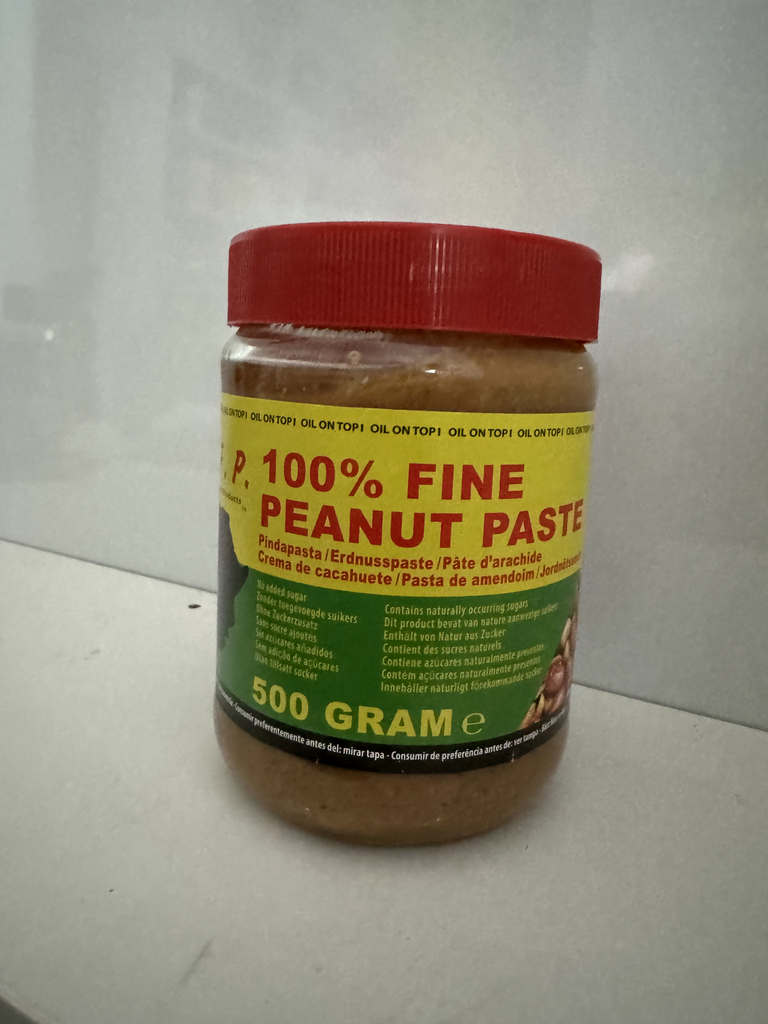 OIL ON TOP! OIL ON TOP! OIL ON TOP! OIL ON TOP! OIL ON TOP! OIL ON TOP!
F.P.
100% FINE
PEANUT PASTE
Pindapasta/Erdnusspaste/Pâte d'arachide
Crema de cacahuete/Pasta de amendoim/
No added sugar
Zonder toegevoegde suikers
Ohne Zuckerzusatz
Sans sucre ajoutés
Sin azúcares añadidos
Sem adição de açúcares
Utan tillsatt socker
Contains naturally occurring sugars
Dit product bevat van nature aanwezige suikers
Enthält von Natur aus Zucker
Contient des sucres naturels
Contiene azúcares naturalmente presentes
Contém açúcares naturalmente presentes
Innehåller naturligt förekommande socker
500 GRAM e
Consumir preferentemente antes del: mirar tapa - Consumir de preferência antes de: ver tampa -